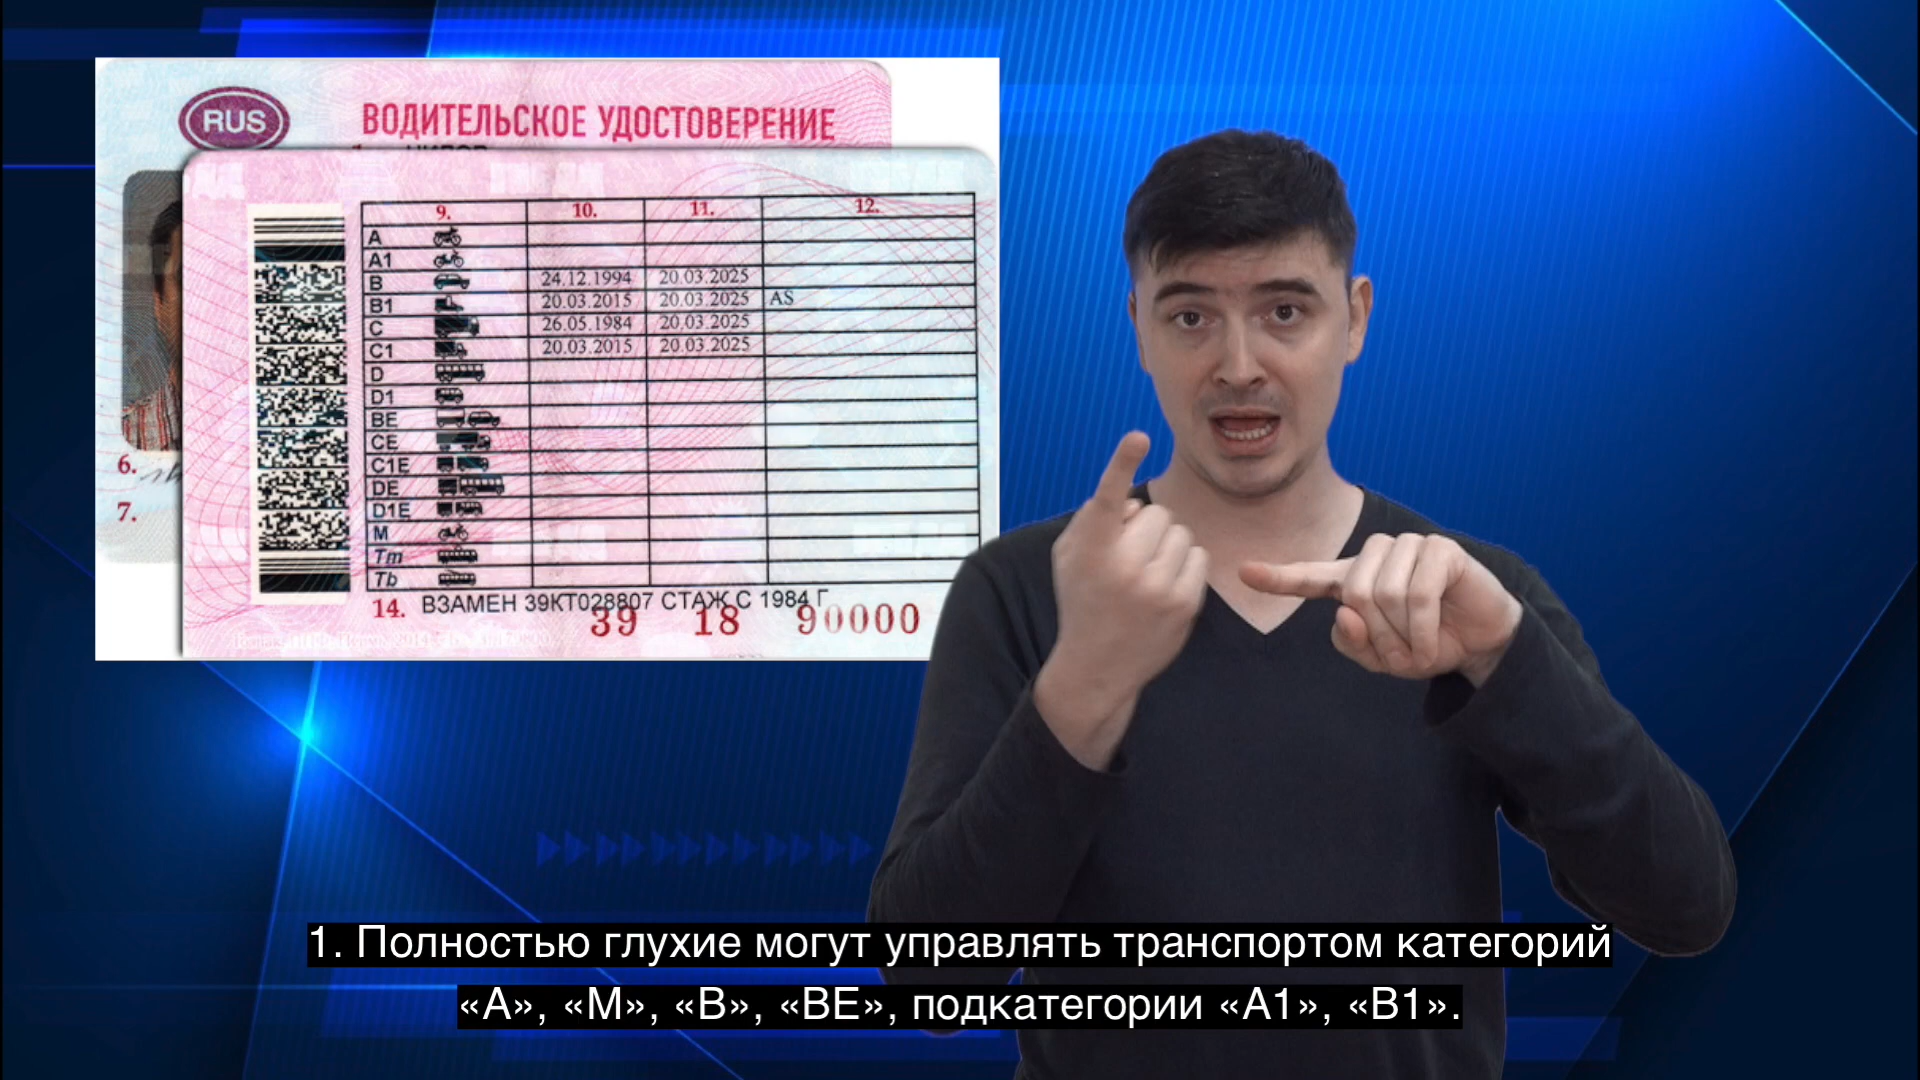 RUS
ВОДИТЕЛЬСКОЕ УДОСТОВЕРЕНИЕ
6.
7.
9. 10. 11. 12.
A
A1
B 24.12.1994 20.03.2025
B1 20.03.2015 20.03.2025 AS
C 26.05.1984 20.03.2025
C1 20.03.2015 20.03.2025
D
D1
BE
CE
C1E
DE
D1E
M
Tm
Tb
14. ВЗАМЕН 39КТ028807 СТАЖ С 1984 Г
39 18 90000
1. Полностью глухие могут управлять транспортом категорий
«А», «М», «В», «ВЕ», подкатегории «А1», «В1».